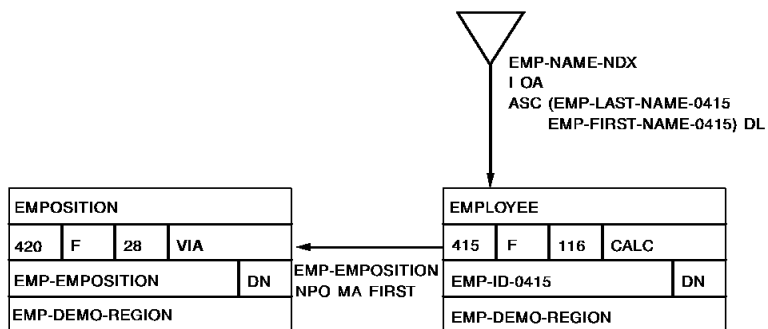 EMP-NAME-NDX
I OA
ASC (EMP-LAST-NAME-0415
EMP-FIRST-NAME-0415) DL
EMPOSITION
420 F 28 VIA
EMP-EMPOSITION DN
EMP-DEMO-REGION
EMP-EMPOSITION
NPO MA FIRST
EMPLOYEE
415 F 116 CALC
EMP-ID-0415 DN
EMP-DEMO-REGION